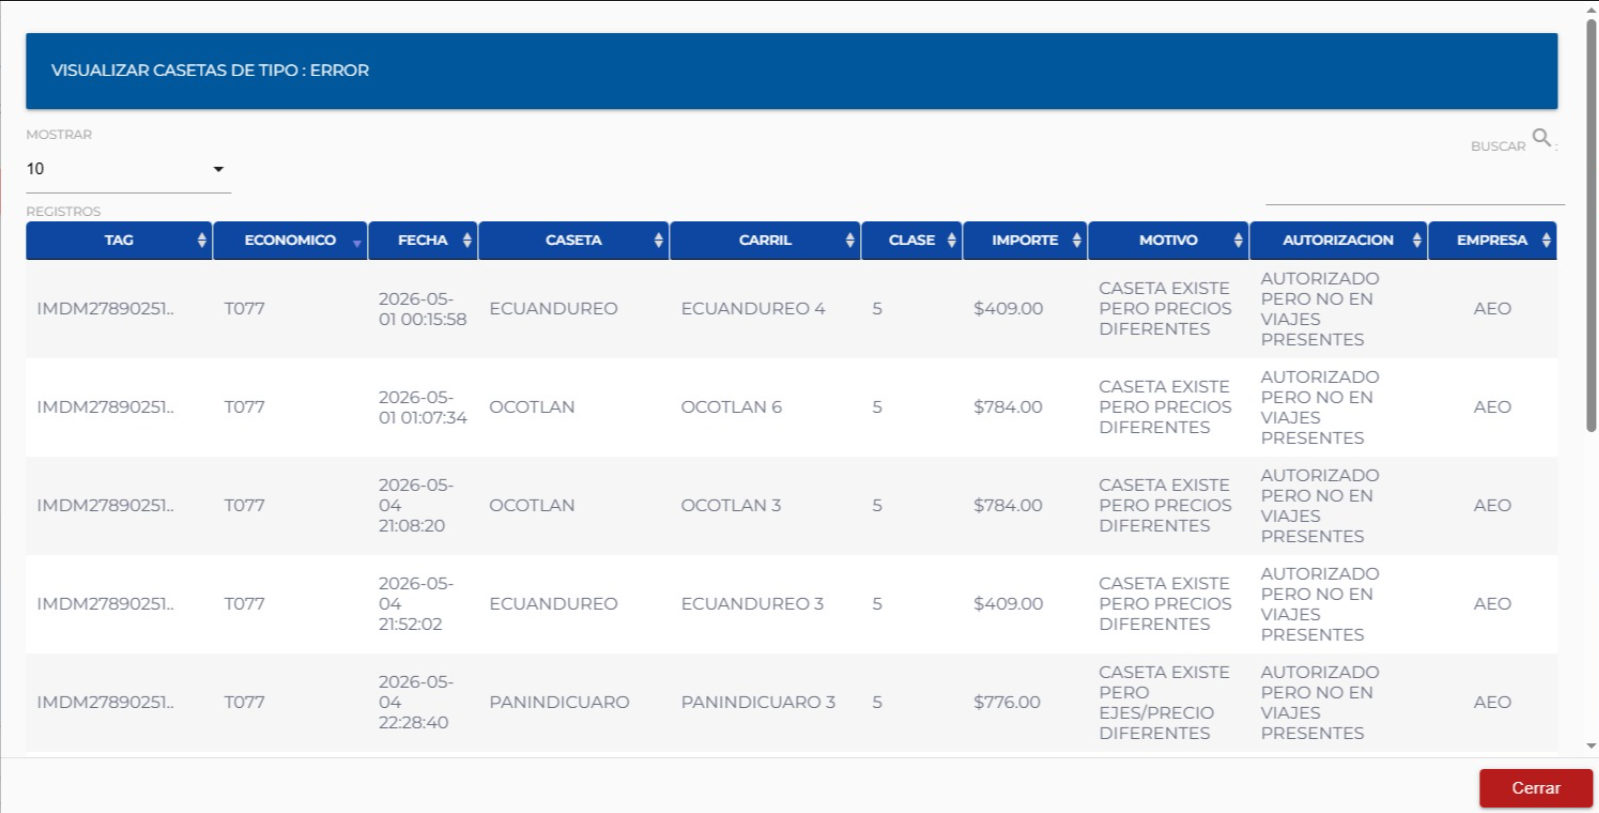 VISUALIZAR CASETAS DE TIPO : ERROR
MOSTRAR
10
BUSCAR :
REGISTROS
TAG ECONOMICO FECHA CASETA CARRIL CLASE IMPORTE MOTIVO AUTORIZACION EMPRESA
IMDM27890251.. T077 2026-05-01 00:15:58 ECUANDUREO ECUANDUREO 4 5 $409.00 CASETA EXISTE PERO PRECIOS DIFERENTES AUTORIZADO PERO NO EN VIAJES PRESENTES AEO
IMDM27890251.. T077 2026-05-01 01:07:34 OCOTLAN OCOTLAN 6 5 $784.00 CASETA EXISTE PERO PRECIOS DIFERENTES AUTORIZADO PERO NO EN VIAJES PRESENTES AEO
IMDM27890251.. T077 2026-05-04 21:08:20 OCOTLAN OCOTLAN 3 5 $784.00 CASETA EXISTE PERO PRECIOS DIFERENTES AUTORIZADO PERO NO EN VIAJES PRESENTES AEO
IMDM27890251.. T077 2026-05-04 21:52:02 ECUANDUREO ECUANDUREO 3 5 $409.00 CASETA EXISTE PERO PRECIOS DIFERENTES AUTORIZADO PERO NO EN VIAJES PRESENTES AEO
IMDM27890251.. T077 2026-05-04 22:28:40 PANINDICUARO PANINDICUARO 3 5 $776.00 CASETA EXISTE PERO EJES/PRECIO DIFERENTES AUTORIZADO PERO NO EN VIAJES PRESENTES AEO
Cerrar